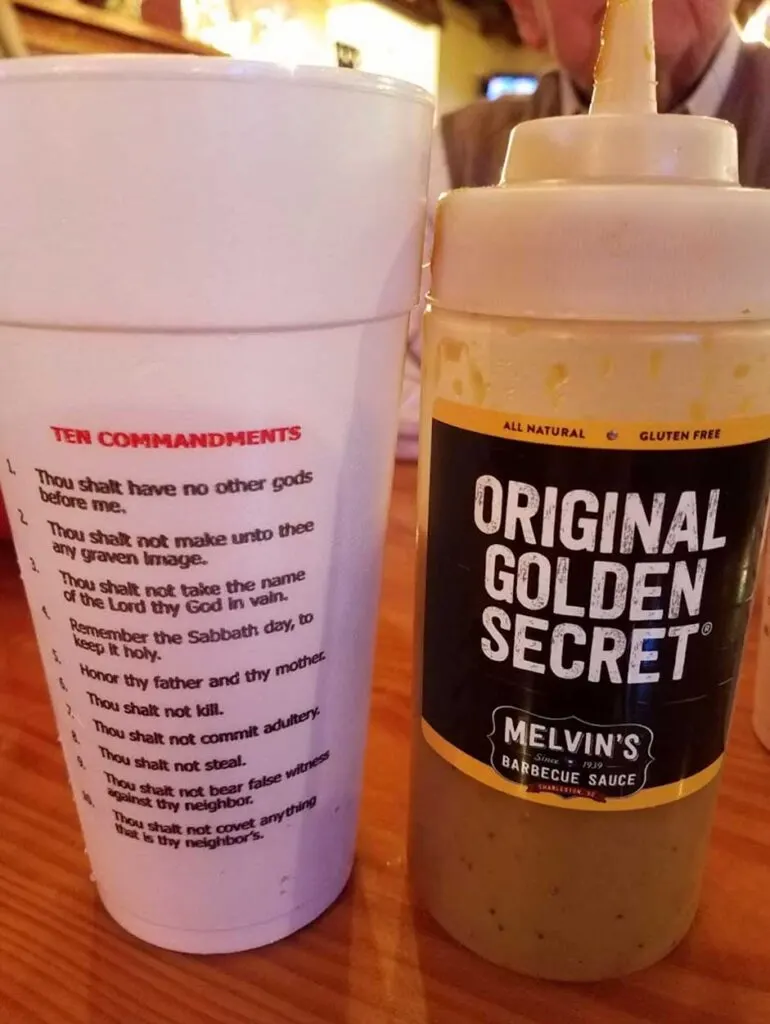 TEN COMMANDMENTS
1. Thou shalt have no other gods
before me.
2. Thou shalt not make unto thee
any graven image.
3. Thou shalt not take the name
of the Lord thy God in vain.
4. Remember the Sabbath day, to
keep it holy.
5. Honor thy father and thy mother.
6. Thou shalt not kill.
7. Thou shalt not commit adultery.
8. Thou shalt not steal.
9. Thou shalt not bear false witness
against thy neighbor.
10. Thou shalt not covet anything
that is thy neighbor's.
ALL NATURAL GLUTEN FREE
ORIGINAL
GOLDEN
SECRET®
MELVIN'S
Since 1939
BARBECUE SAUCE
CHARLESTON, SC